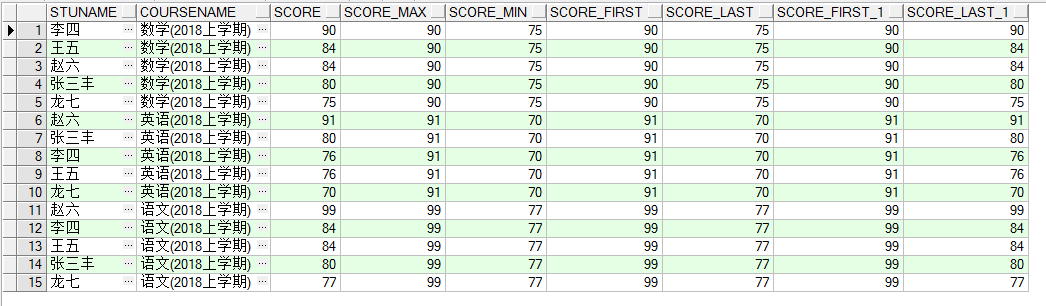 STUNAME COURSENAME SCORE SCORE_MAX SCORE_MIN SCORE_FIRST SCORE_LAST SCORE_FIRST_1 SCORE_LAST_1
1 李四 ... 数学(2018上学期) ... 90 90 75 90 75 90 90
2 王五 ... 数学(2018上学期) ... 84 90 75 90 75 90 84
3 赵六 ... 数学(2018上学期) ... 84 90 75 90 75 90 84
4 张三丰 ... 数学(2018上学期) ... 80 90 75 90 75 90 80
5 龙七 ... 数学(2018上学期) ... 75 90 75 90 75 90 75
6 赵六 ... 英语(2018上学期) ... 91 91 70 91 70 91 91
7 张三丰 ... 英语(2018上学期) ... 80 91 70 91 70 91 80
8 李四 ... 英语(2018上学期) ... 76 91 70 91 70 91 76
9 王五 ... 英语(2018上学期) ... 76 91 70 91 70 91 76
10 龙七 ... 英语(2018上学期) ... 70 91 70 91 70 91 70
11 赵六 ... 语文(2018上学期) ... 99 99 77 99 77 99 99
12 李四 ... 语文(2018上学期) ... 84 99 77 99 77 99 84
13 王五 ... 语文(2018上学期) ... 84 99 77 99 77 99 84
14 张三丰 ... 语文(2018上学期) ... 80 99 77 99 77 99 80
15 龙七 ... 语文(2018上学期) ... 77 99 77 99 77 99 77